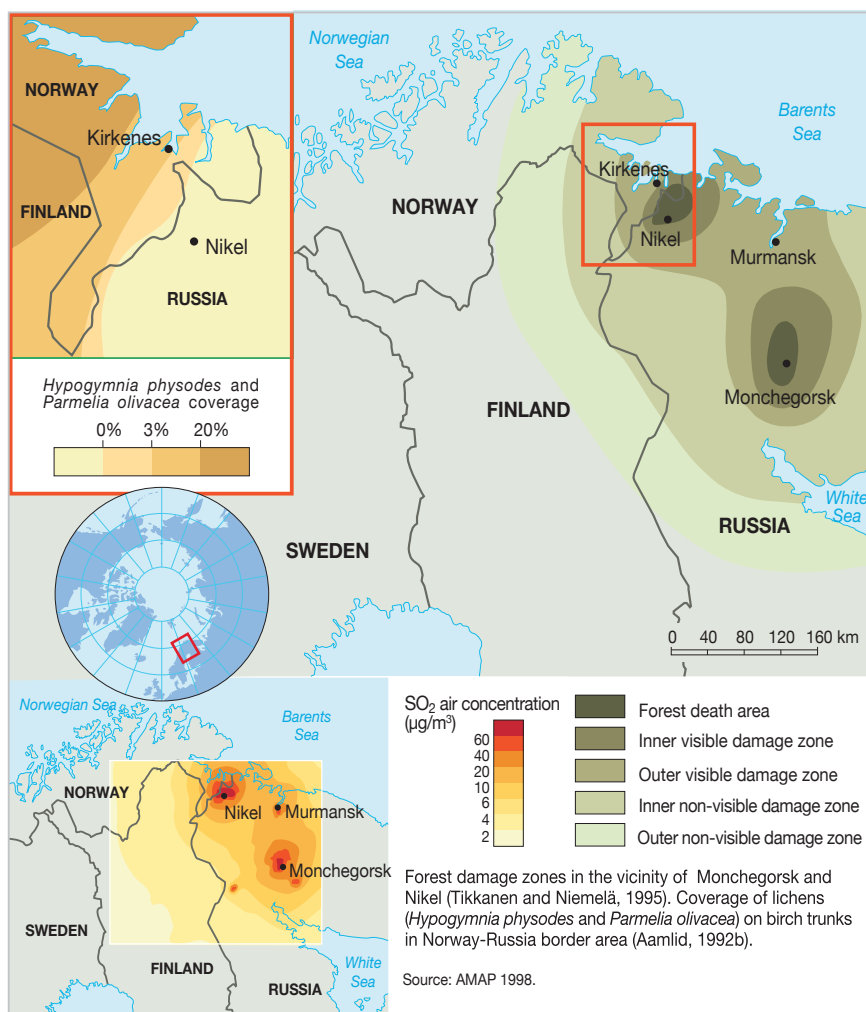 NORWAY
Kirkenes
FINLAND
Nikel
RUSSIA
Hypogymnia physodes and
Parmelia olivacea coverage
0% 3% 20%
Norwegian
Sea
Barents
Sea
Kirkenes
NORWAY
Nikel
Murmansk
Monchegorsk
FINLAND
White
Sea
RUSSIA
SWEDEN
0 40 80 120 160 km
Norwegian Sea
Barents
Sea
NORWAY
Nikel
Murmansk
Monchegorsk
SWEDEN
FINLAND
White
Sea
RUSSIA
SO₂ air concentration
(µg/m³)
60
40
20
10
6
4
2
Forest death area
Inner visible damage zone
Outer visible damage zone
Inner non-visible damage zone
Outer non-visible damage zone
Forest damage zones in the vicinity of Monchegorsk and
Nikel (Tikkanen and Niemelä, 1995). Coverage of lichens
(Hypogymnia physodes and Parmelia olivacea) on birch trunks
in Norway-Russia border area (Aamlid, 1992b).
Source: AMAP 1998.